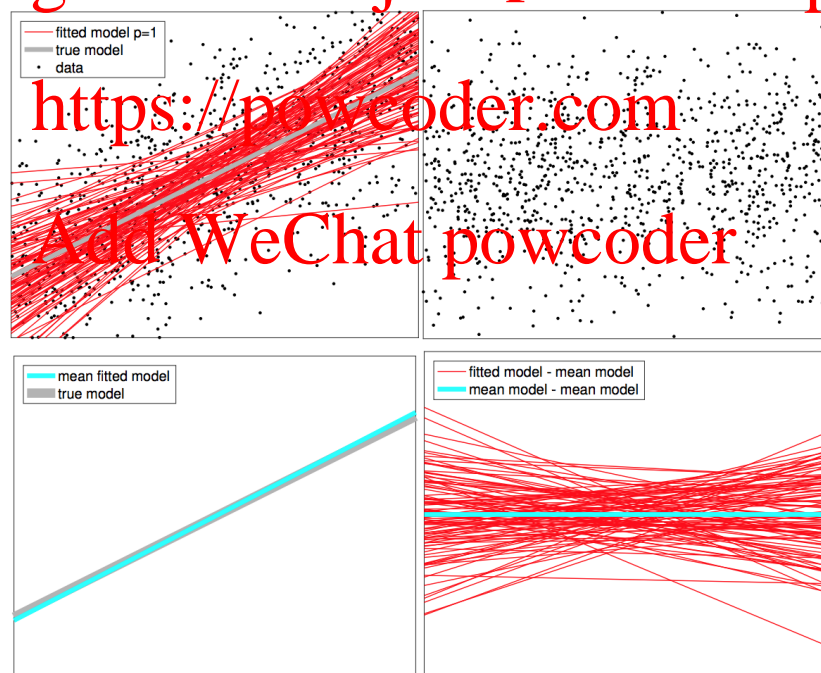 fitted model p=1
true model
data
https://powcoder.com
Add WeChat powcoder
mean fitted model
true model
fitted model - mean model
mean model - mean model